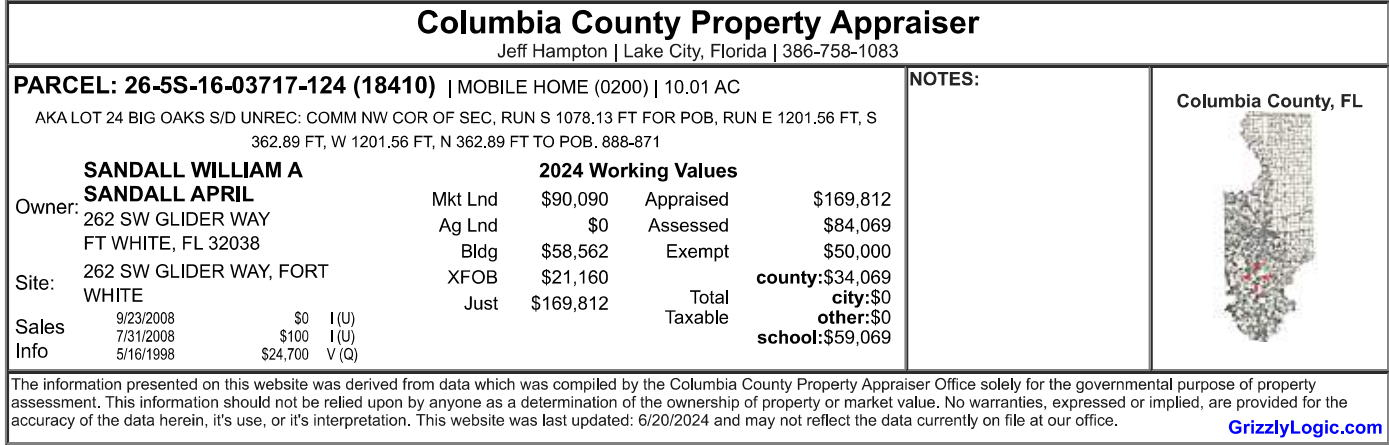 Columbia County Property Appraiser
Jeff Hampton | Lake City, Florida | 386-758-1083
PARCEL: 26-5S-16-03717-124 (18410) | MOBILE HOME (0200) | 10.01 AC
AKA LOT 24 BIG OAKS S/D UNREC: COMM NW COR OF SEC, RUN S 1078.13 FT FOR POB, RUN E 1201.56 FT, S
362.89 FT, W 1201.56 FT, N 362.89 FT TO POB. 888-871
Owner:
SANDALL WILLIAM A
SANDALL APRIL
262 SW GLIDER WAY
FT WHITE, FL 32038
Site:
262 SW GLIDER WAY, FORT
WHITE
Sales
Info
9/23/2008 $0 I (U)
7/31/2008 $100 I (U)
5/16/1998 $24,700 V (Q)
2024 Working Values
Mkt Lnd $90,090 Appraised $169,812
Ag Lnd $0 Assessed $84,069
Bldg $58,562 Exempt $50,000
XFOB $21,160
Just $169,812
Total
Taxable
county:$34,069
city:$0
other:$0
school:$59,069
NOTES:
Columbia County, FL
The information presented on this website was derived from data which was compiled by the Columbia County Property Appraiser Office solely for the governmental purpose of property
assessment. This information should not be relied upon by anyone as a determination of the ownership of property or market value. No warranties, expressed or implied, are provided for the
accuracy of the data herein, it's use, or it's interpretation. This website was last updated: 6/20/2024 and may not reflect the data currently on file at our office.
GrizzlyLogic.com